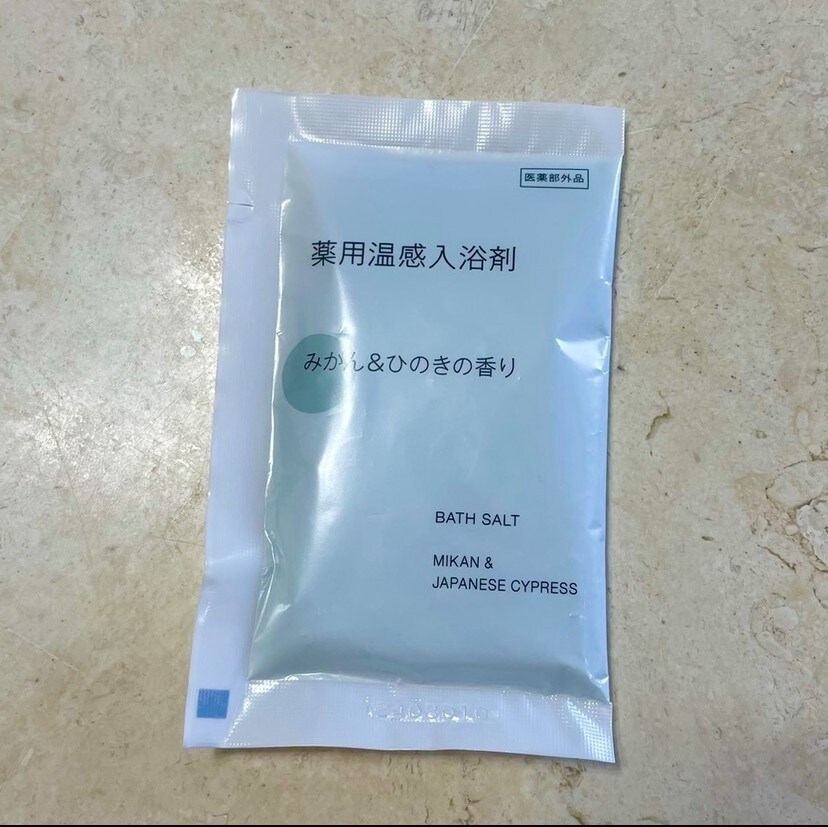 医薬部外品
薬用温感入浴剤
みかん&ひのきの香り
BATH SALT
MIKAN &
JAPANESE CYPRESS